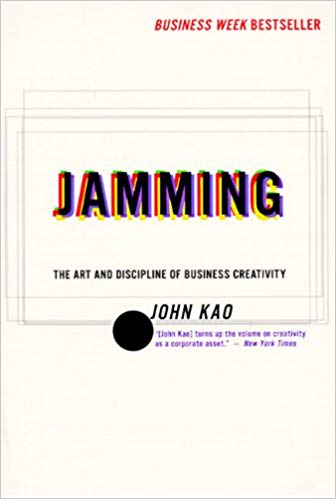 BUSINESS WEEK BESTSELLER
JAMMING
THE ART AND DISCIPLINE OF BUSINESS CREATIVITY
JOHN KAO
"[John Kao] turns up the volume on creativity
as a corporate asset." — New York Times